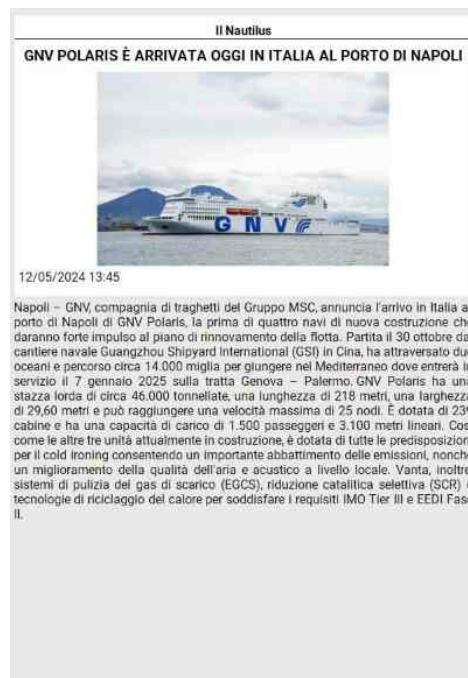 Il Nautilus
GNV POLARIS È ARRIVATA OGGI IN ITALIA AL PORTO DI NAPOLI
GNV
12/05/2024 13:45
Napoli – GNV, compagnia di traghetti del Gruppo MSC, annuncia l'arrivo in Italia a
porto di Napoli di GNV Polaris, la prima di quattro navi di nuova costruzione che
daranno forte impulso al piano di rinnovamento della flotta. Partita il 30 ottobre da
cantiere navale Guangzhou Shipyard International (GSI) in Cina, ha attraversato due
oceani e percorso circa 14.000 miglia per giungere nel Mediterraneo dove entrerà in
servizio il 7 gennaio 2025 sulla tratta Genova – Palermo. GNV Polaris ha una
stazza lorda di circa 46.000 tonnellate, una lunghezza di 218 metri, una larghezza
di 29,60 metri e può raggiungere una velocità massima di 25 nodi. È dotata di 239
cabine e ha una capacità di carico di 1.500 passeggeri e 3.100 metri lineari. Cos
come le altre tre unità attualmente in costruzione, è dotata di tutte le predisposizion
per il cold ironing consentendo un importante abbattimento delle emissioni, nonché
un miglioramento della qualità dell'aria e acustico a livello locale. Vanta, inoltre
sistemi di pulizia del gas di scarico (EGCS), riduzione catalitica selettiva (SCR)
tecnologie di riciclaggio del calore per soddisfare i requisiti IMO Tier III e EEDI Fase
II.